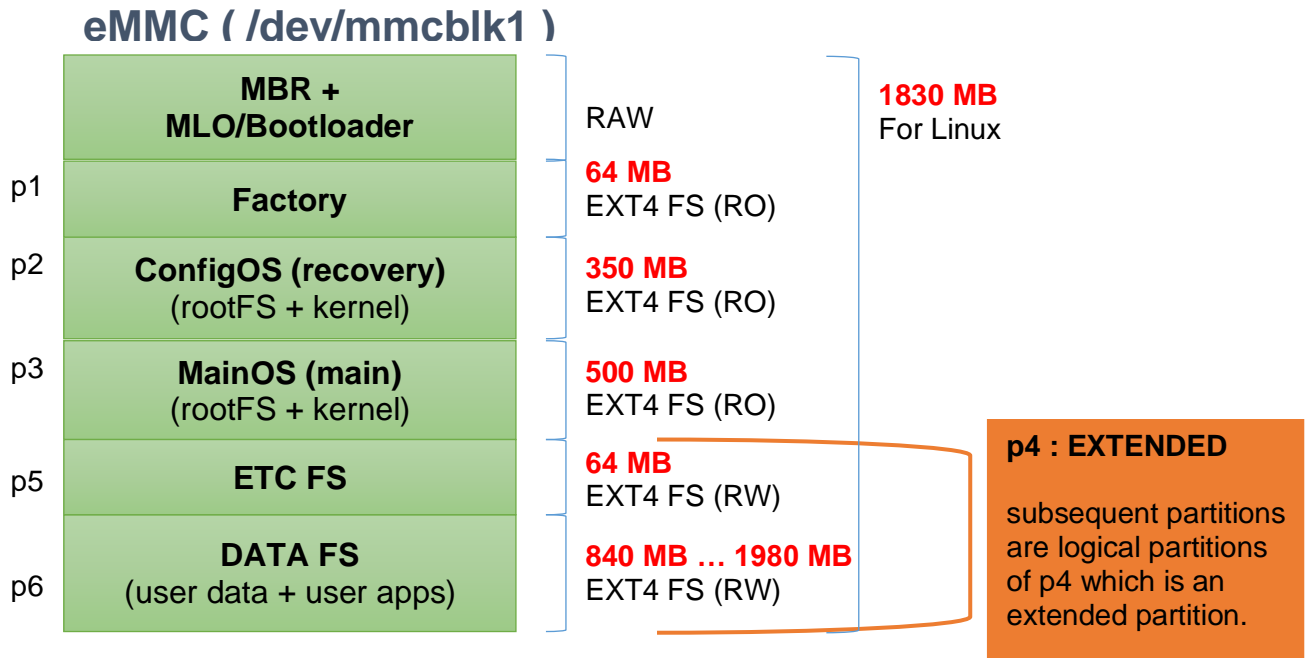 eMMC ( /dev/mmcblk1 )
MBR +
MLO/Bootloader
RAW
1830 MB
For Linux
p1
Factory
64 MB
EXT4 FS (RO)
p2
ConfigOS (recovery)
(rootFS + kernel)
350 MB
EXT4 FS (RO)
p3
MainOS (main)
(rootFS + kernel)
500 MB
EXT4 FS (RO)
p5
ETC FS
64 MB
EXT4 FS (RW)
p6
DATA FS
(user data + user apps)
840 MB … 1980 MB
EXT4 FS (RW)
p4 : EXTENDED
subsequent partitions
are logical partitions
of p4 which is an
extended partition.